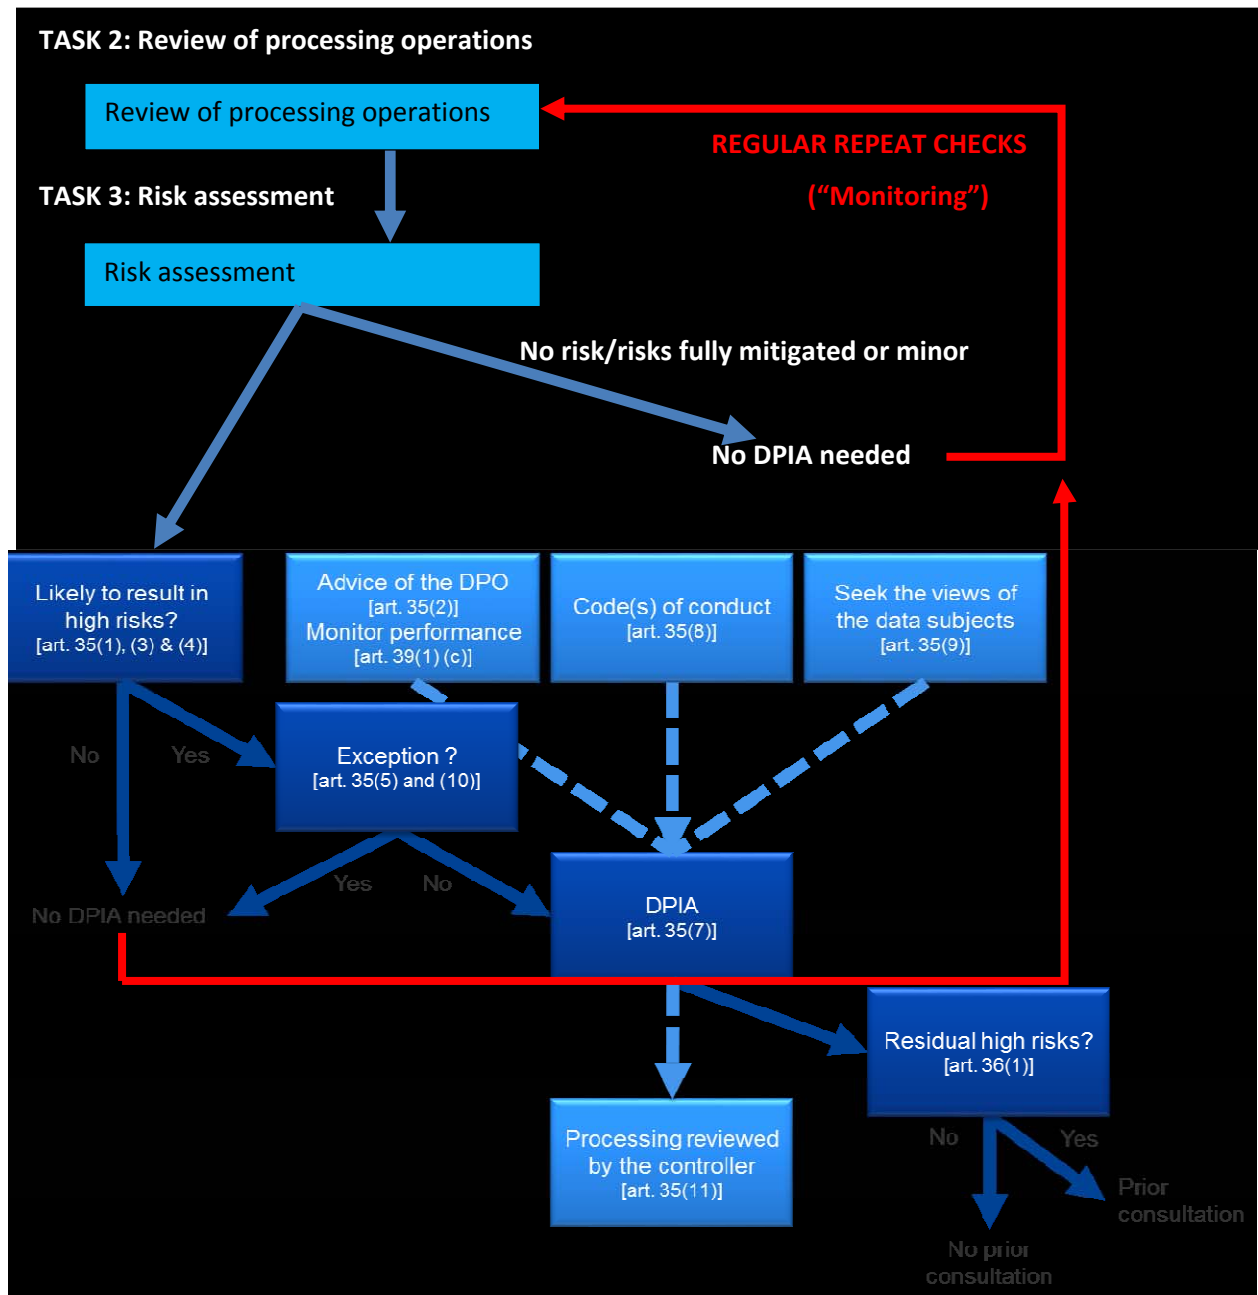 TASK 2: Review of processing operations
Review of processing operations
REGULAR REPEAT CHECKS
(“Monitoring”)
TASK 3: Risk assessment
Risk assessment
No risk/risks fully mitigated or minor
No DPIA needed
Likely to result in
high risks?
[art. 35(1), (3) & (4)]
Advice of the DPO
[art. 35(2)]
Monitor performance
[art. 39(1) (c)]
Code(s) of conduct
[art. 35(8)]
Seek the views of
the data subjects
[art. 35(9)]
No
Yes
Exception ?
[art. 35(5) and (10)]
Yes
No
No DPIA needed
DPIA
[art. 35(7)]
Residual high risks?
[art. 36(1)]
Processing reviewed
by the controller
[art. 35(11)]
No
Yes
Prior
consultation
No prior
consultation